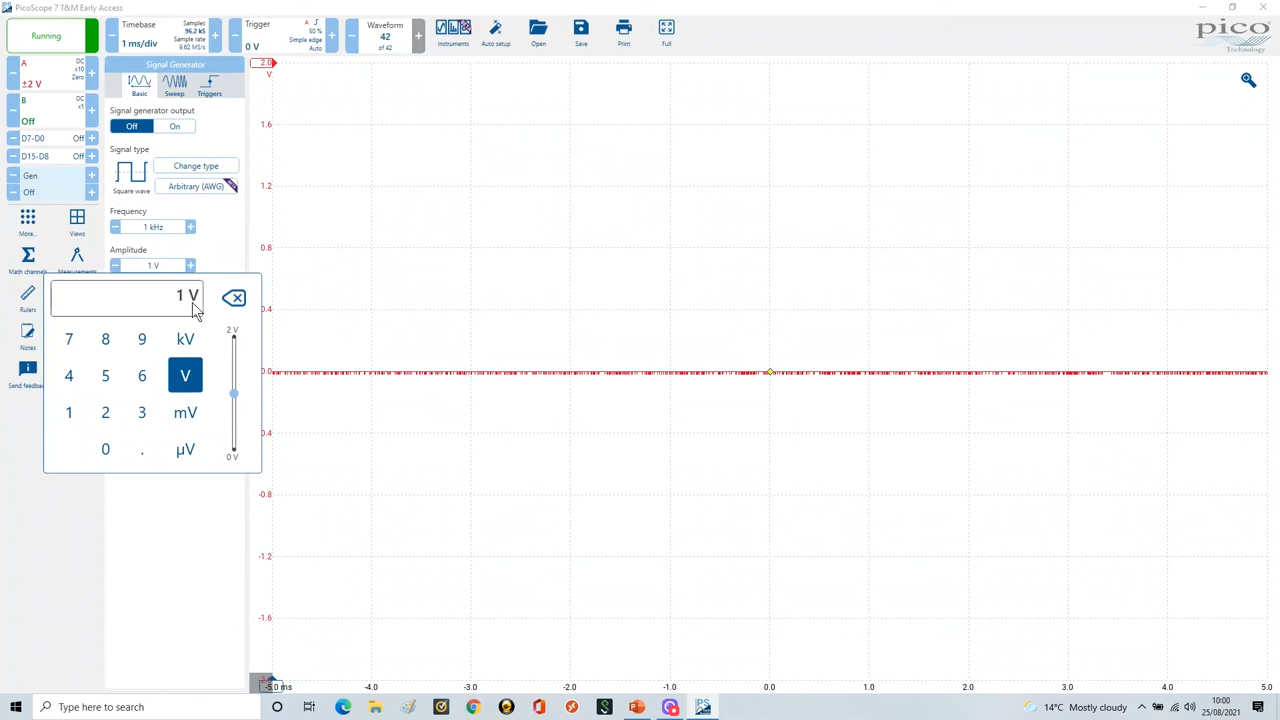 PicoScope 7 T&M Early Access
Running
Timebase
1 ms/div
Samples
96.2 kS
Sample rate
9.62 MS/s
Trigger
0 V
A
50 %
Simple edge
Auto
Waveform
42
of 42
Instruments
Auto setup
Open
Save
Print
Full
pico
Technology
A
±2 V
DC
x10
Zero
B
Off
DC
x1
D7-D0
Off
D15-D8
Off
Gen
Off
More...
Views
Math channels
Measurements
Rulers
Notes
Send feedback
Signal Generator
Basic
Sweep
Triggers
Signal generator output
Off
On
Signal type
Square wave
Change type
Arbitrary (AWG)
Frequency
1 kHz
Amplitude
1 V
1 V
7 8 9 kV
4 5 6 V
1 2 3 mV
0 . µV
2 V
0 V
2.0
V
1.6
1.2
0.8
0.4
0.0
-0.4
-0.8
-1.2
-1.6
-5.0 ms
-4.0
-3.0
-2.0
-1.0
0.0
1.0
2.0
3.0
4.0
5.0
Type here to search
14°C Mostly cloudy
10:00
25/08/2021